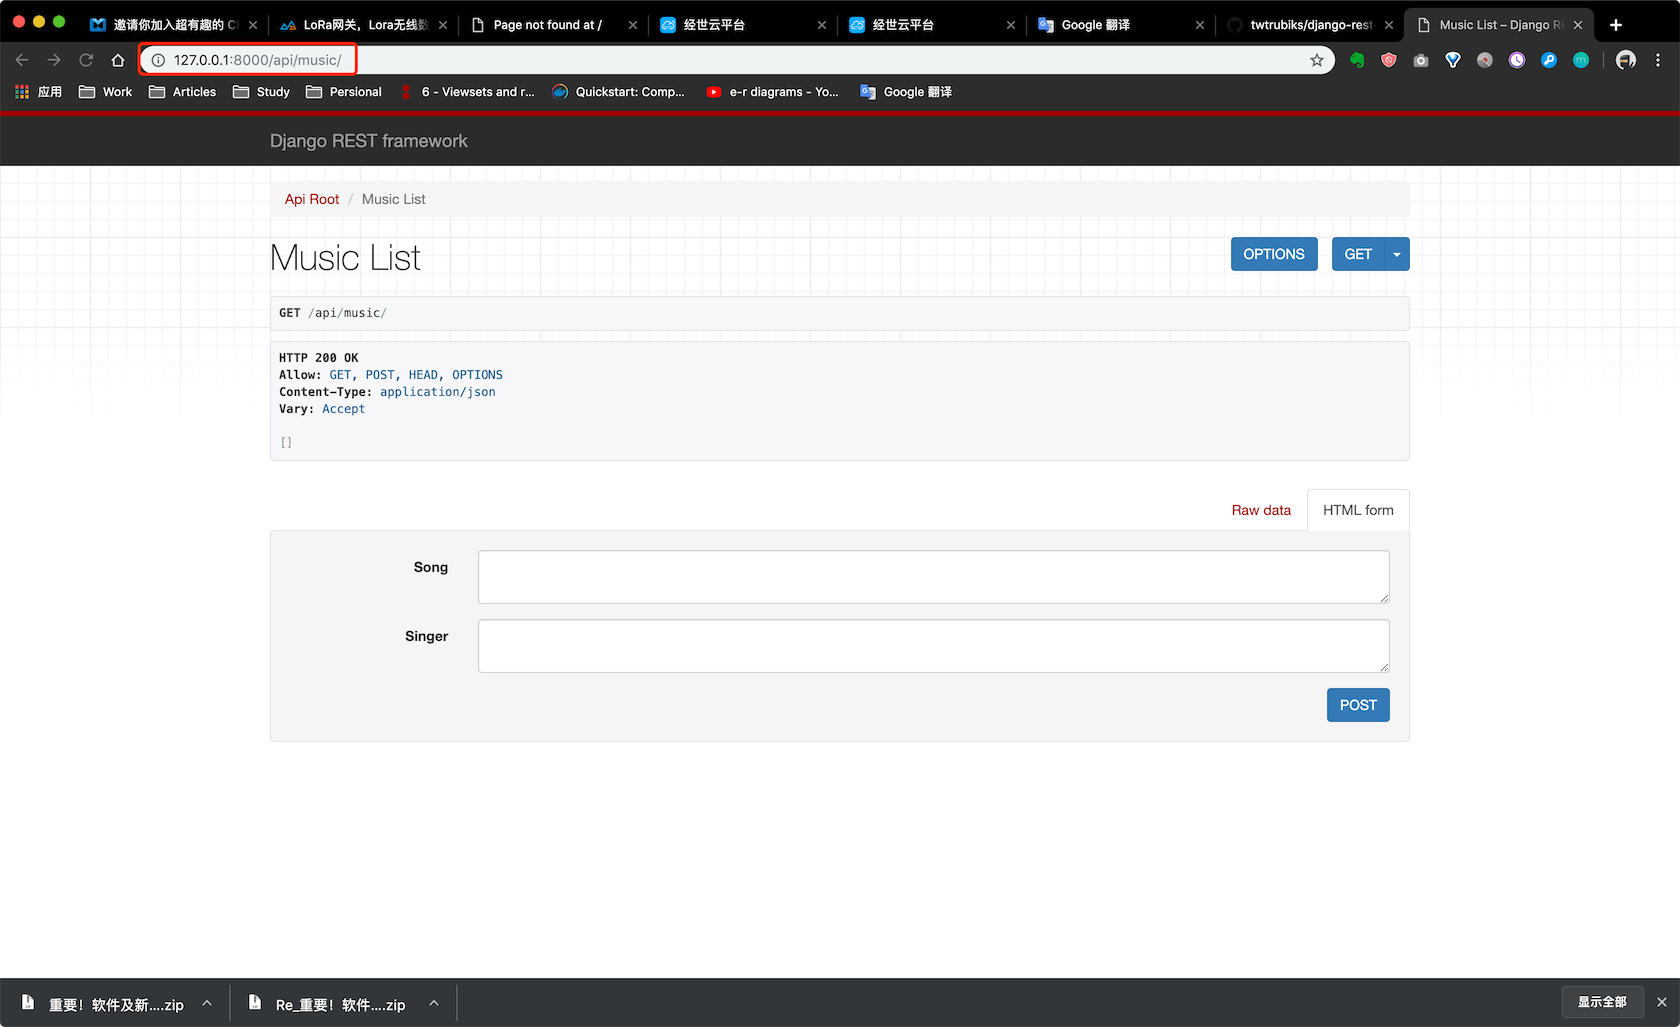 邀请你加入超有趣的 Cl
LoRa网关，Lora无线数
Page not found at /
经世云平台
经世云平台
Google 翻译
twtrubiks/django-rest
Music List – Django RE
127.0.0.1:8000/api/music/
应用
Work
Articles
Study
Persional
6 - Viewsets and r...
Quickstart: Comp...
e-r diagrams - Yo...
Google 翻译
Django REST framework
Api Root / Music List
Music List
OPTIONS
GET
GET /api/music/
HTTP 200 OK
Allow: GET, POST, HEAD, OPTIONS
Content-Type: application/json
Vary: Accept
[]
Raw data
HTML form
Song
Singer
POST
重要！软件及新....zip
Re_重要！软件....zip
显示全部